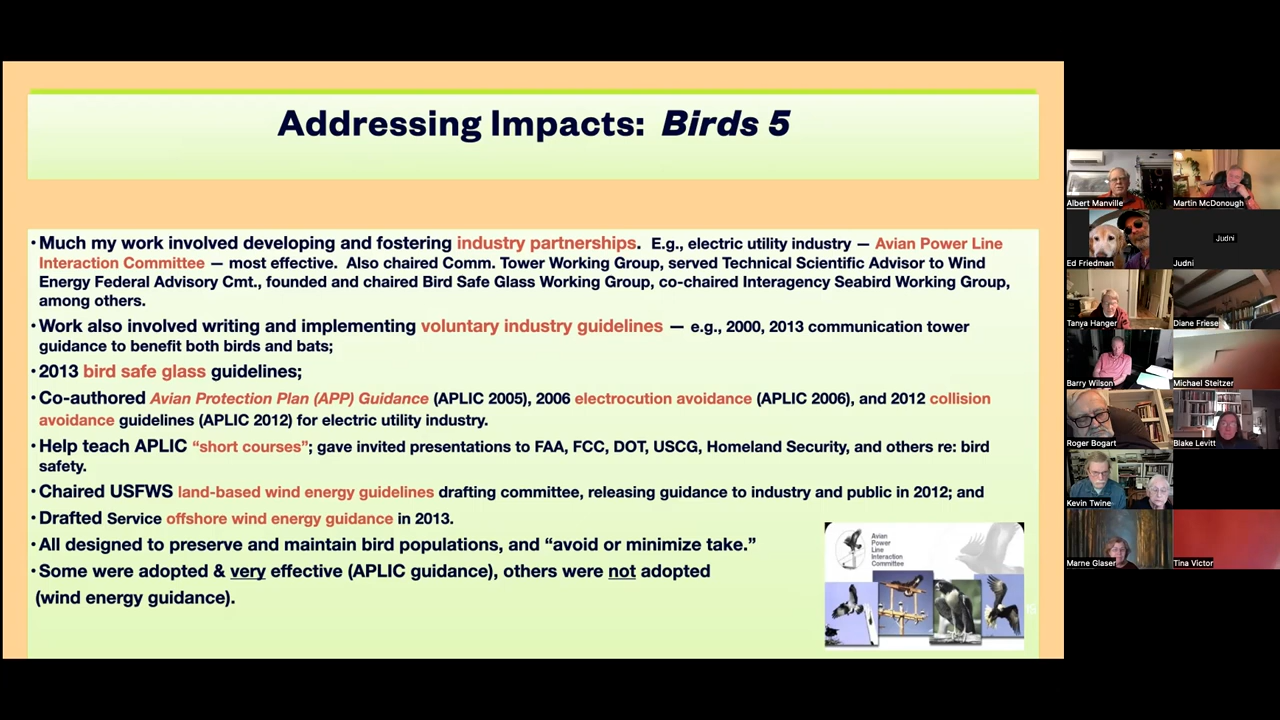 Addressing Impacts: Birds 5
•Much my work involved developing and fostering industry partnerships. E.g., electric utility industry — Avian Power Line
Interaction Committee — most effective. Also chaired Comm. Tower Working Group, served Technical Scientific Advisor to Wind
Energy Federal Advisory Cmt., founded and chaired Bird Safe Glass Working Group, co-chaired Interagency Seabird Working Group,
among others.
•Work also involved writing and implementing voluntary industry guidelines — e.g., 2000, 2013 communication tower
guidance to benefit both birds and bats;
•2013 bird safe glass guidelines;
•Co-authored Avian Protection Plan (APP) Guidance (APLIC 2005), 2006 electrocution avoidance (APLIC 2006), and 2012 collision
avoidance guidelines (APLIC 2012) for electric utility industry.
•Help teach APLIC “short courses”; gave invited presentations to FAA, FCC, DOT, USCG, Homeland Security, and others re: bird
safety.
•Chaired USFWS land-based wind energy guidelines drafting committee, releasing guidance to industry and public in 2012; and
•Drafted Service offshore wind energy guidance in 2013.
•All designed to preserve and maintain bird populations, and “avoid or minimize take.”
•Some were adopted & very effective (APLIC guidance), others were not adopted
(wind energy guidance).
Avian
Power
Line
Interaction
Committee
Albert Manville
Martin McDonough
Ed Friedman
Judni
Judni
Tanya Hanger
Diane Friese
Barry Wilson
Michael Steitzer
Roger Bogart
Blake Levitt
Kevin Twine
Marne Glaser
Tina Victor